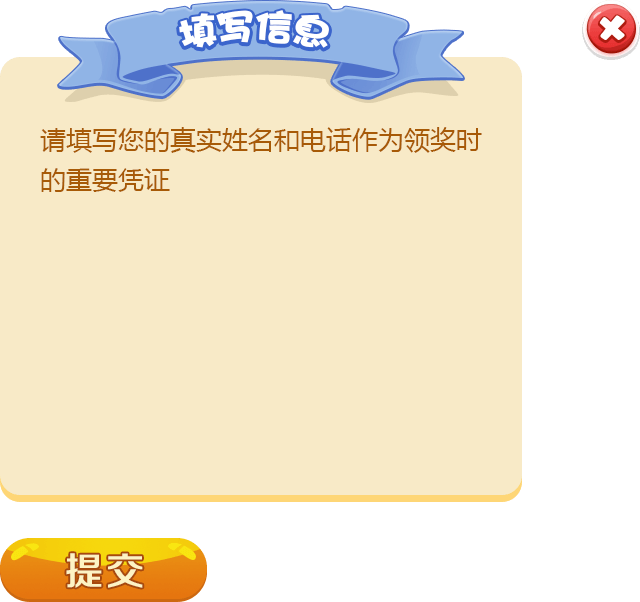 填写信息
请填写您的真实姓名和电话作为领奖时
的重要凭证
提交